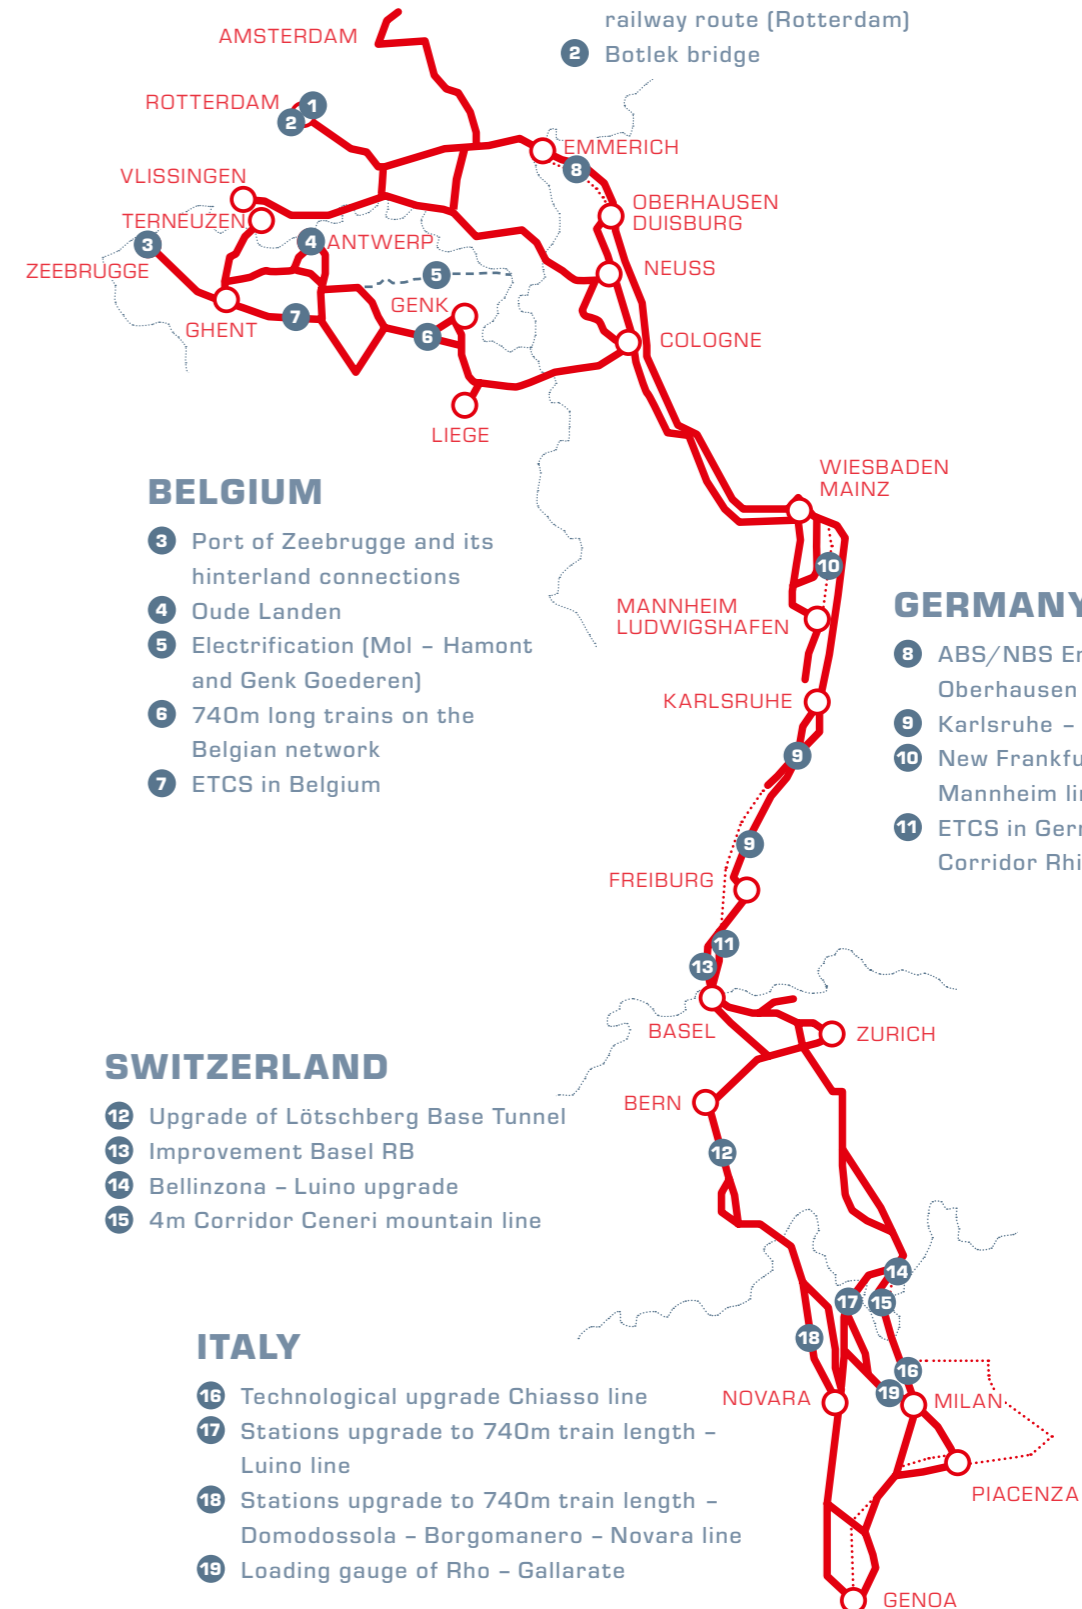 railway route (Rotterdam)
2 Botlek bridge
AMSTERDAM
ROTTERDAM
1
2
EMMERICH
8
VLISSINGEN
TERNEUZEN
OBERHAUSEN
DUISBURG
3
4
ANTWERP
ZEEBRUGGE
5
NEUSS
GENK
GHENT
7
6
COLOGNE
LIEGE
WIESBADEN
MAINZ
BELGIUM
3 Port of Zeebrugge and its
hinterland connections
4 Oude Landen
5 Electrification (Mol – Hamont
and Genk Goederen)
6 740m long trains on the
Belgian network
7 ETCS in Belgium
10
MANNHEIM
LUDWIGSHAFEN
GERMANY
8 ABS/NBS
Oberhausen
9 Karlsruhe –
10 New
Mannheim
11 ETCS in
Corridor
KARLSRUHE
9
9
FREIBURG
11
13
BASEL
ZURICH
BERN
12
SWITZERLAND
12 Upgrade of Lötschberg Base Tunnel
13 Improvement Basel RB
14 Bellinzona – Luino upgrade
15 4m Corridor Ceneri mountain line
14
17
15
18
16
19
NOVARA
MILAN
PIACENZA
GENOA
ITALY
16 Technological upgrade Chiasso line
17 Stations upgrade to 740m train length –
Luino line
18 Stations upgrade to 740m train length –
Domodossola – Borgomanero – Novara line
19 Loading gauge of Rho – Gallarate